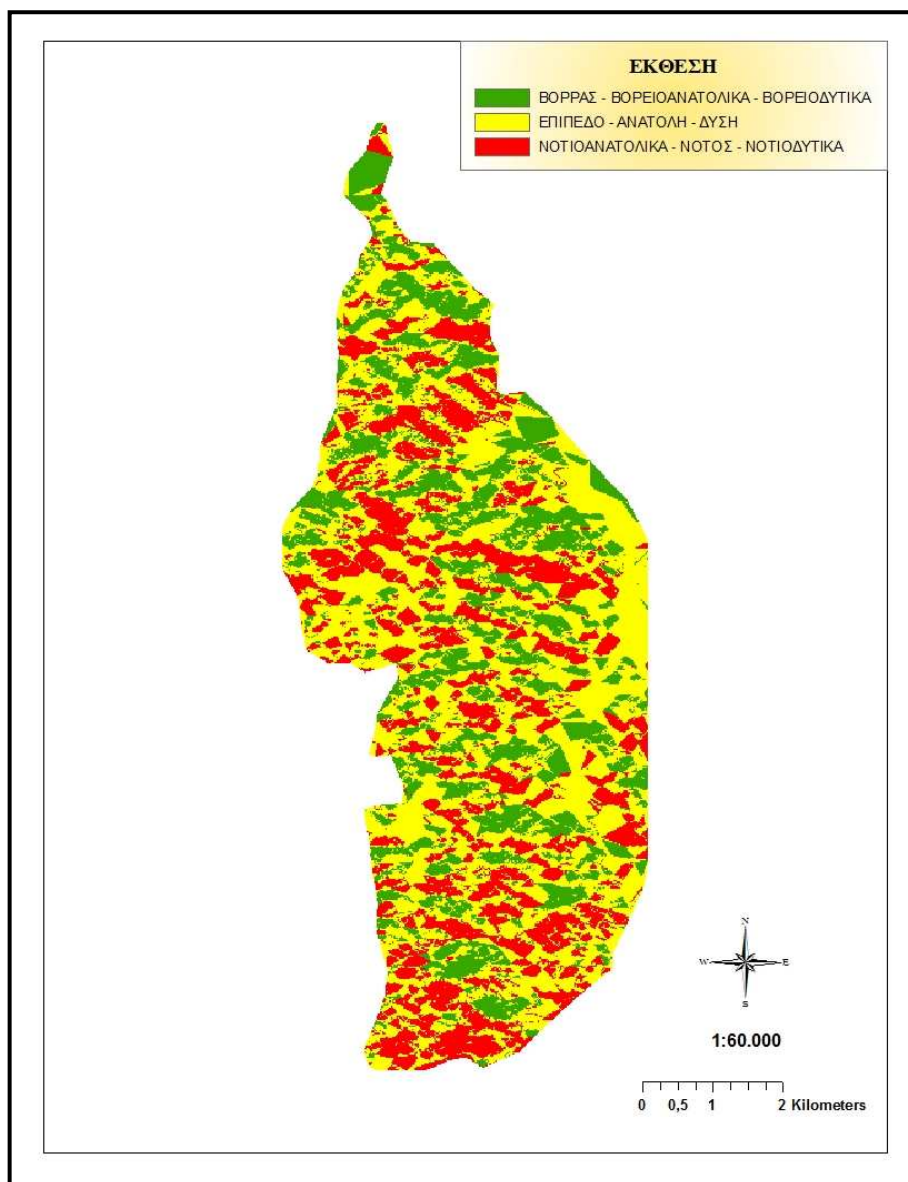 ΕΚΘΕΣΗ
ΒΟΡΡΑΣ - ΒΟΡΕΙΟΑΝΑΤΟΛΙΚΑ - ΒΟΡΕΙΟΔΥΤΙΚΑ
ΕΠΙΠΕΔΟ - ΑΝΑΤΟΛΗ - ΔΥΣΗ
ΝΟΤΙΟΑΝΑΤΟΛΙΚΑ - ΝΟΤΟΣ - ΝΟΤΙΟΔΥΤΙΚΑ
N
W E
S
1:60.000
0 0,5 1 2 Kilometers